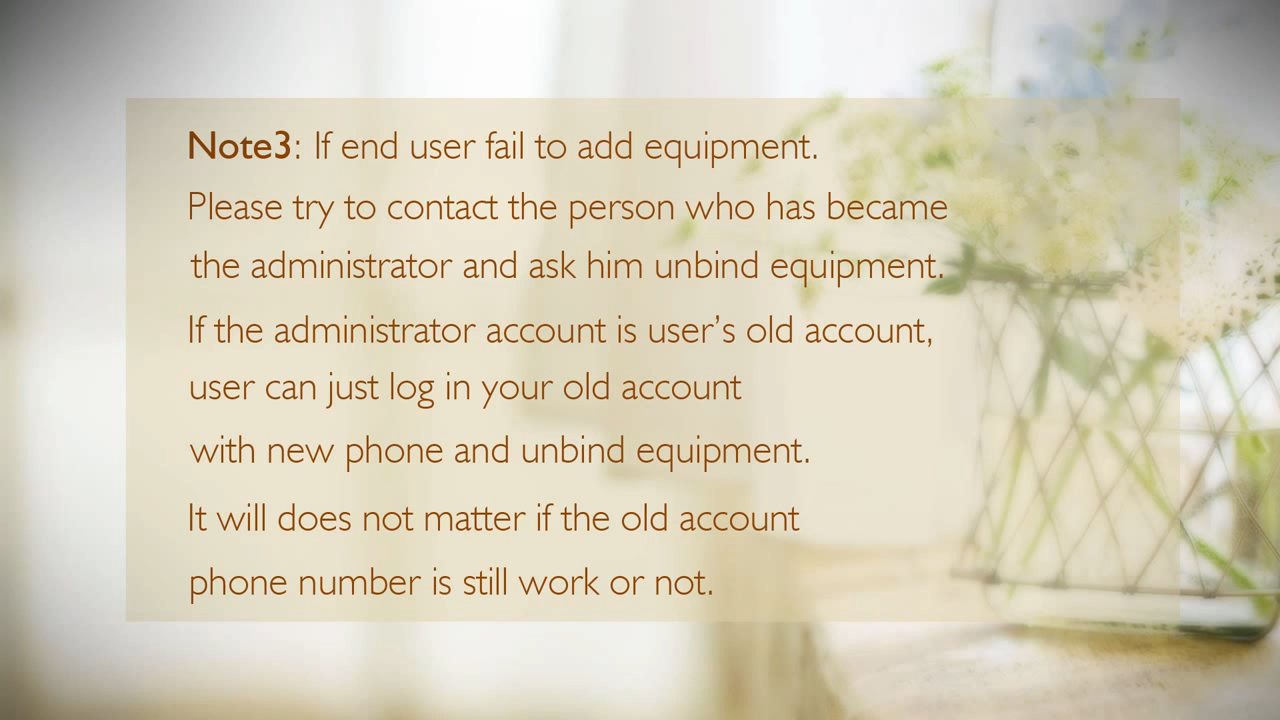 Note3: If end user fail to add equipment.
Please try to contact the person who has became
the administrator and ask him unbind equipment.
If the administrator account is user’s old account,
user can just log in your old account
with new phone and unbind equipment.
It will does not matter if the old account
phone number is still work or not.